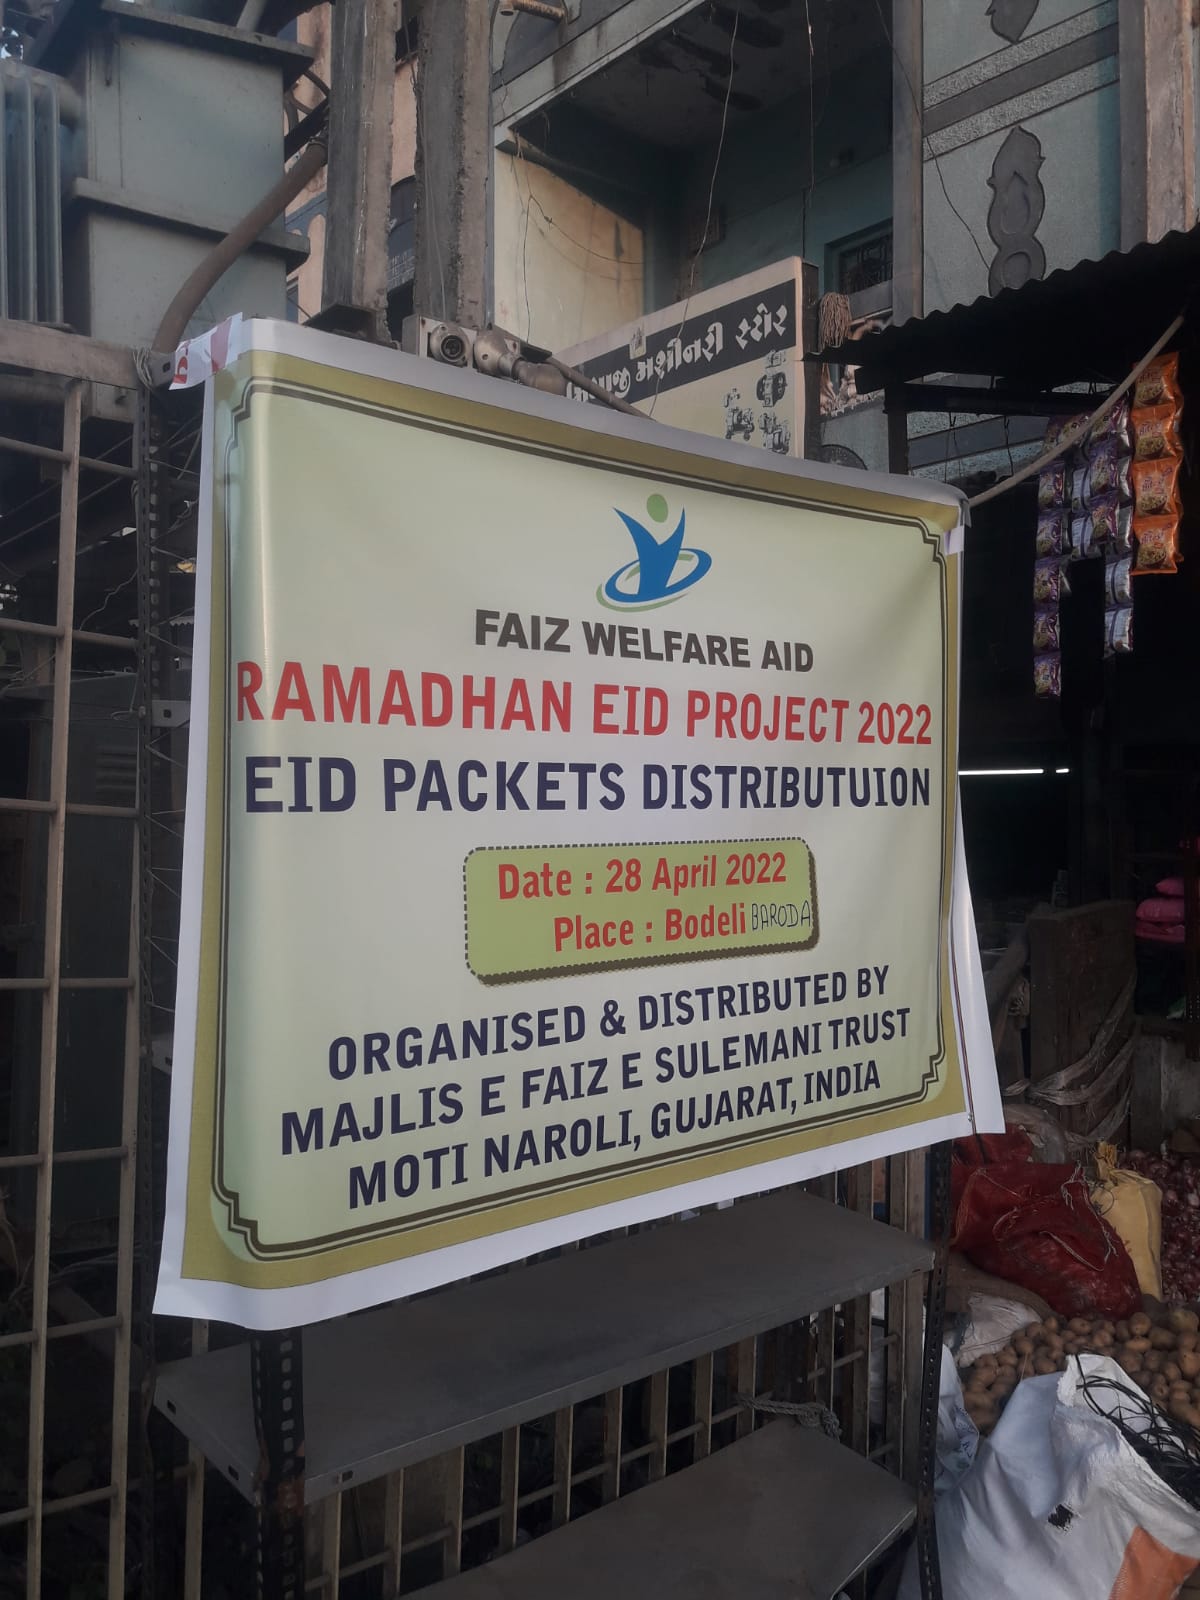 મશીનરી સ્ટોર
FAIZ WELFARE AID
RAMADHAN EID PROJECT 2022
EID PACKETS DISTRIBUTUION
Date : 28 April 2022
Place : Bodeli BARODA
ORGANISED & DISTRIBUTED BY
MAJLIS E FAIZ E SULEMANI TRUST
MOTI NAROLI, GUJARAT, INDIA